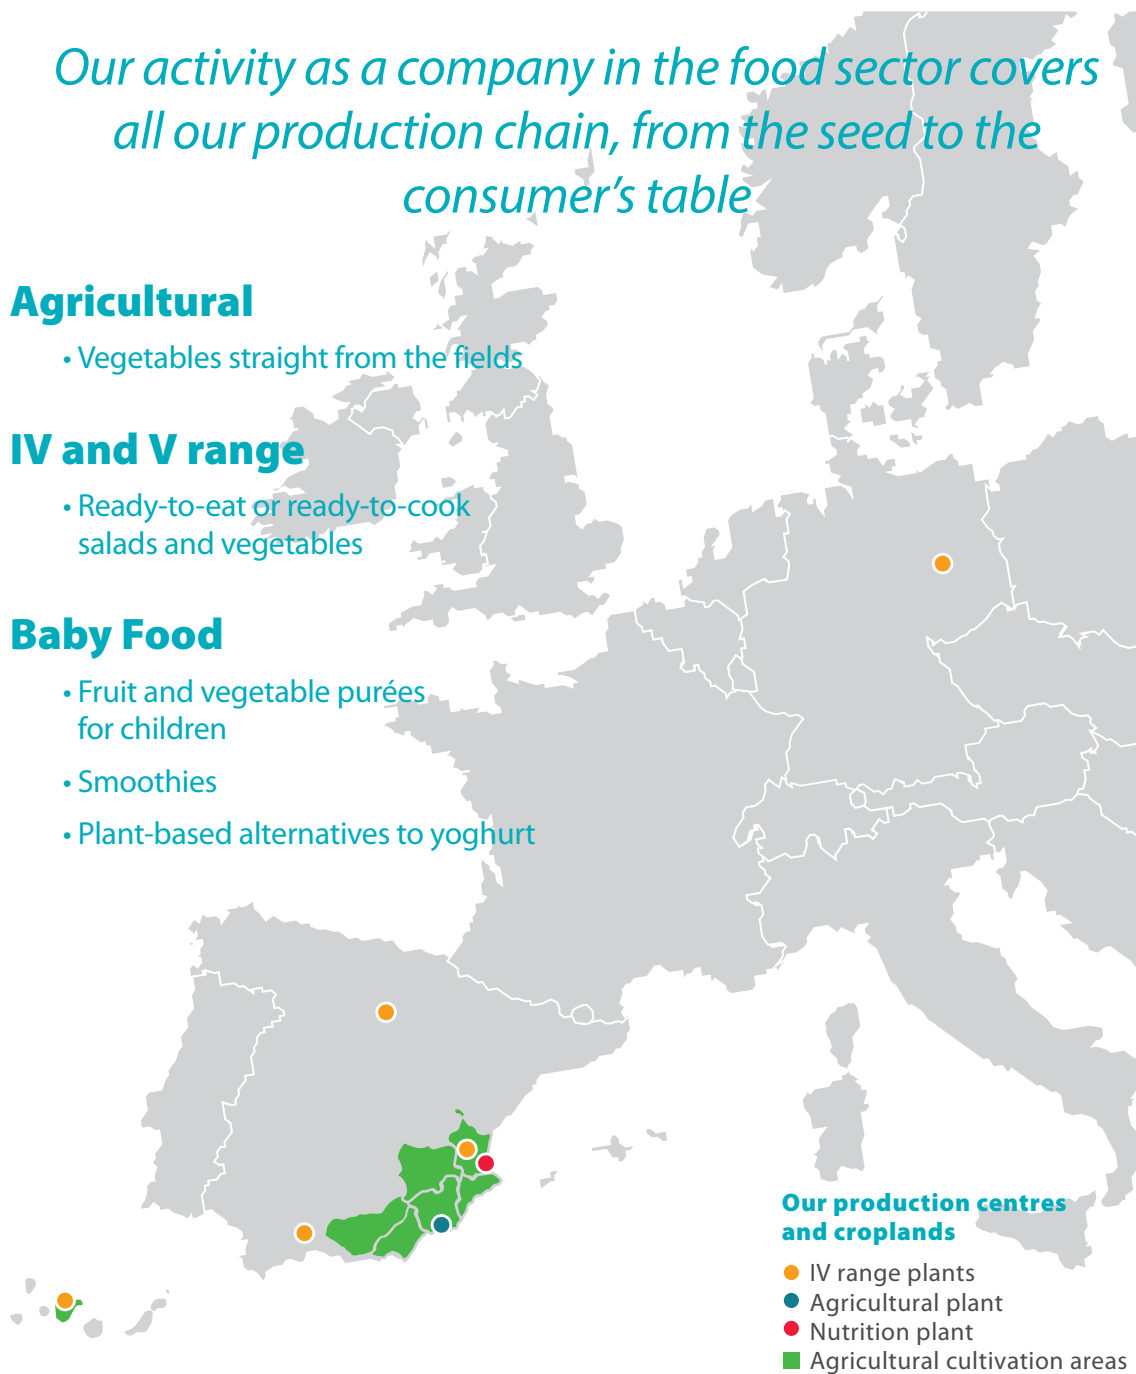 Our activity as a company in the food sector covers
all our production chain, from the seed to the
consumer’s table
Agricultural
• Vegetables straight from the fields
IV and V range
• Ready-to-eat or ready-to-cook
salads and vegetables
Baby Food
• Fruit and vegetable purées
for children
• Smoothies
• Plant-based alternatives to yoghurt
Our production centres
and croplands
IV range plants
Agricultural plant
Nutrition plant
Agricultural cultivation areas